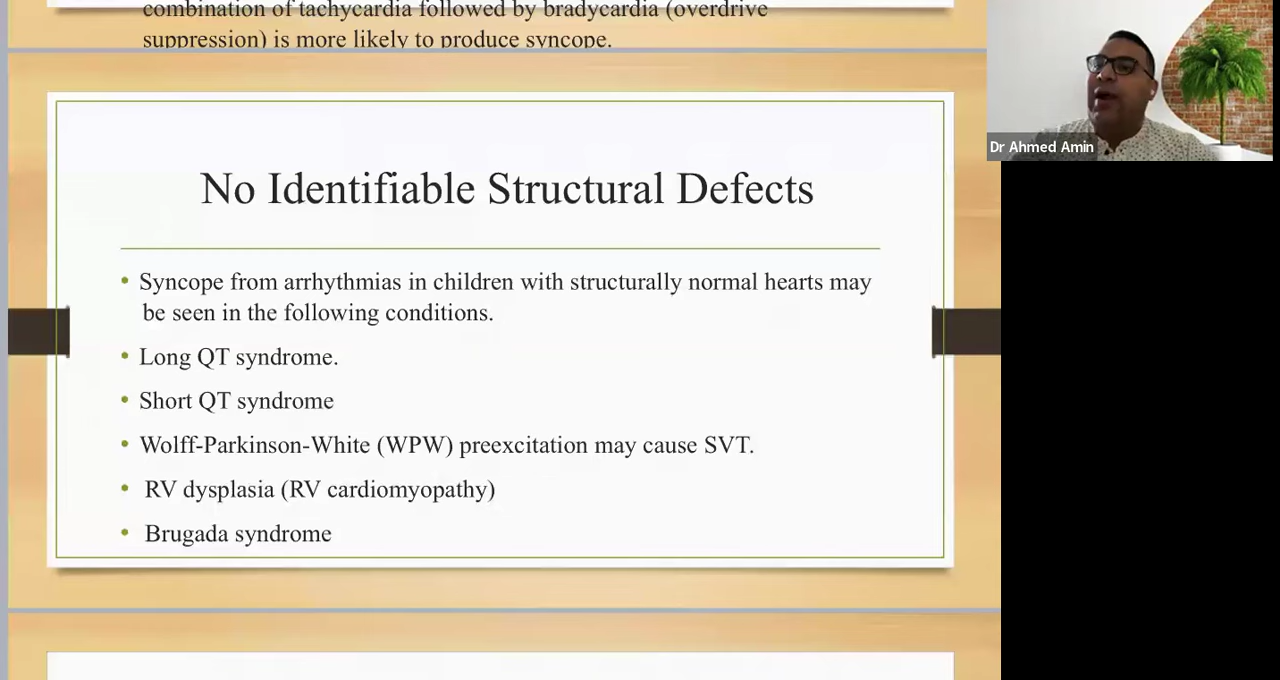 combination of tachycardia followed by bradycardia (overdrive
suppression) is more likely to produce syncope.
No Identifiable Structural Defects
• Syncope from arrhythmias in children with structurally normal hearts may
be seen in the following conditions.
• Long QT syndrome.
• Short QT syndrome
• Wolff-Parkinson-White (WPW) preexcitation may cause SVT.
• RV dysplasia (RV cardiomyopathy)
• Brugada syndrome
Dr Ahmed Amin